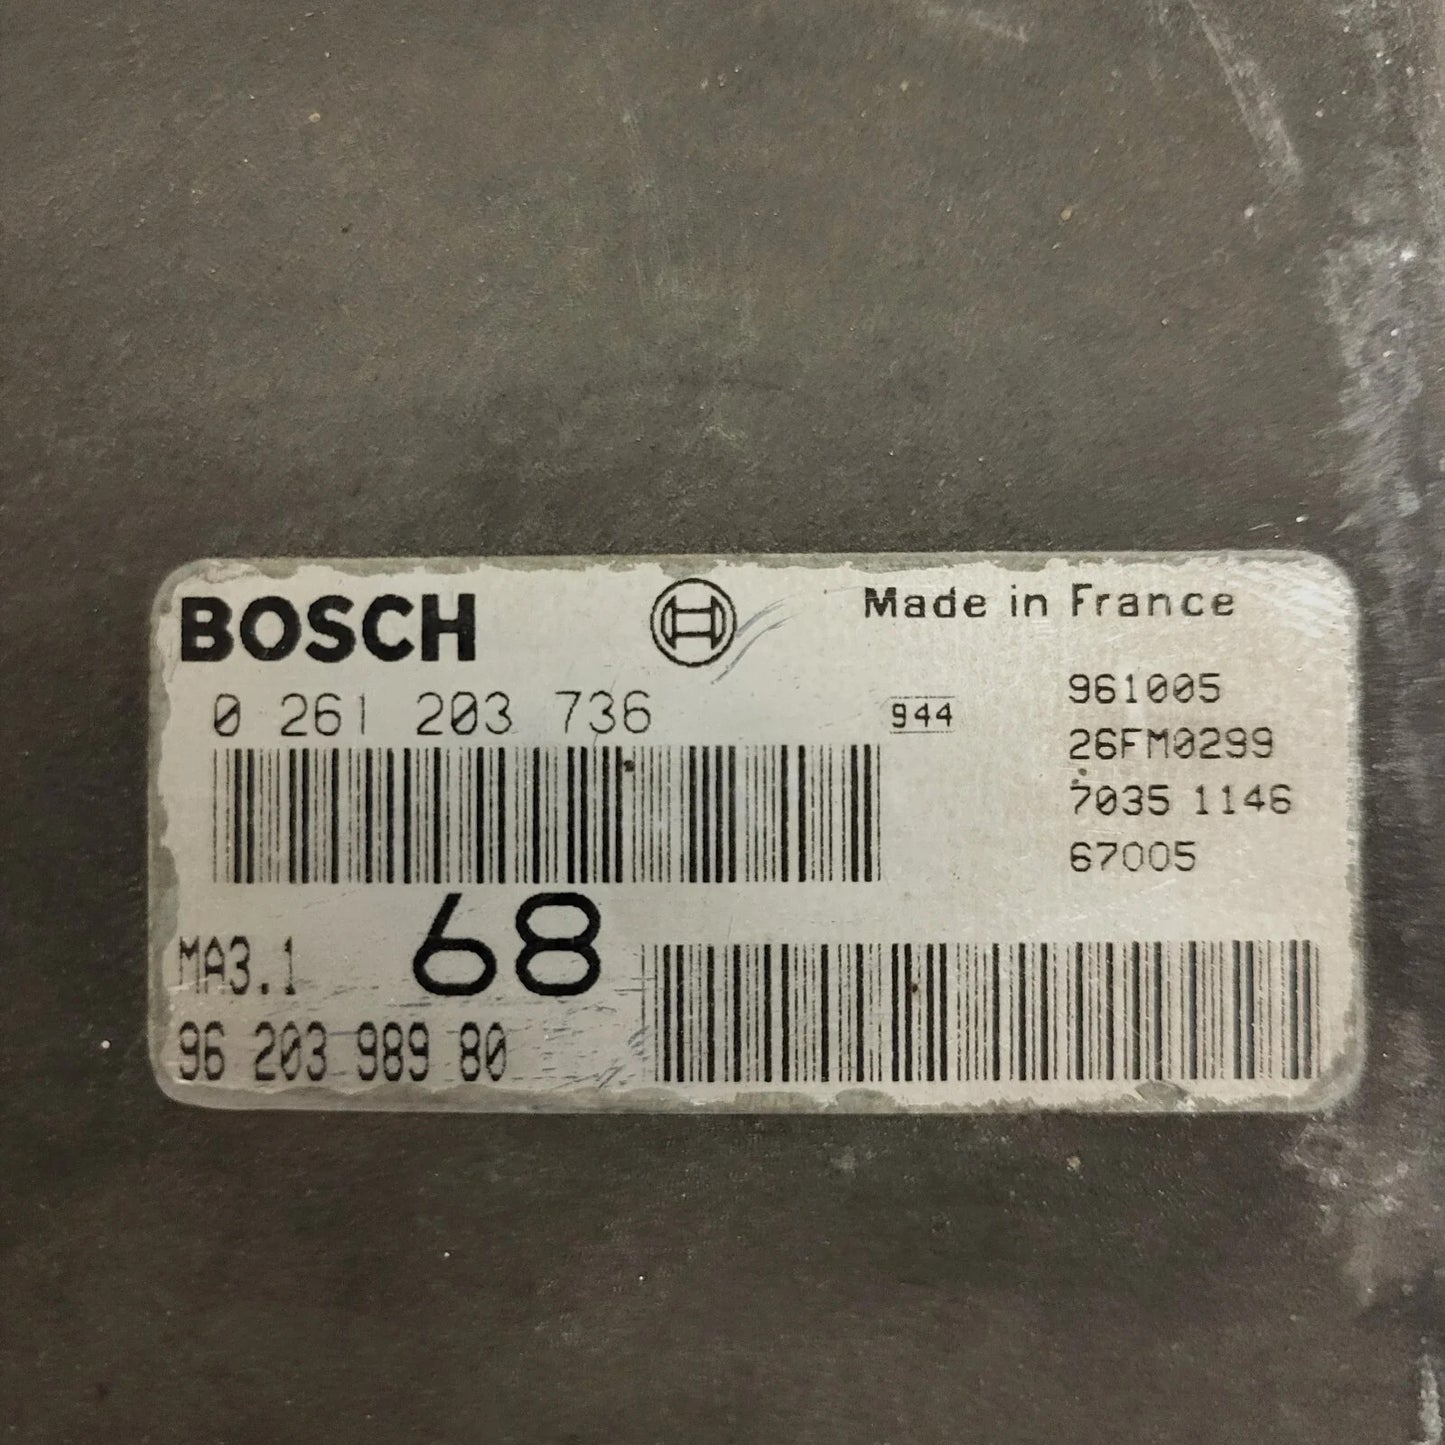 BOSCH
Made in France
0 261 203 736
944
961005
26FM0299
7035 1146
67005
MA3.1
68
96 203 989 80